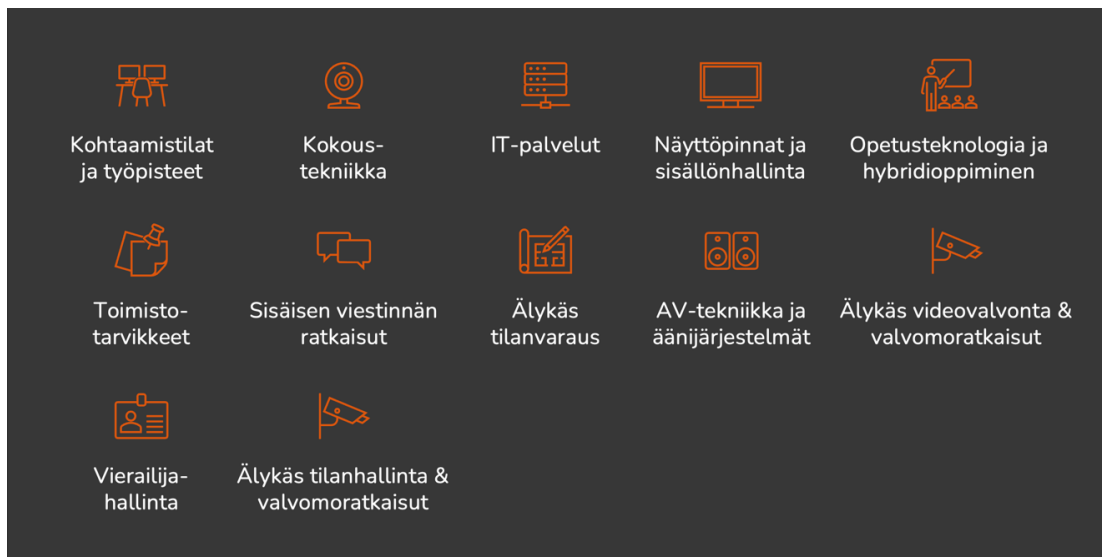 Kohtaamistilat
ja työpisteet
Kokous-
tekniikka
IT-palvelut
Näyttöpinnat ja
sisällönhallinta
Opetusteknologia ja
hybridioppiminen
Toimisto-
tarvikkeet
Sisäisen viestinnän
ratkaisut
Älykäs
tilanvaraus
AV-tekniikka ja
äänijärjestelmät
Älykäs videovalvonta &
valvomoratkaisut
Vierailija-
hallinta
Älykäs tilanhallinta &
valvomoratkaisut